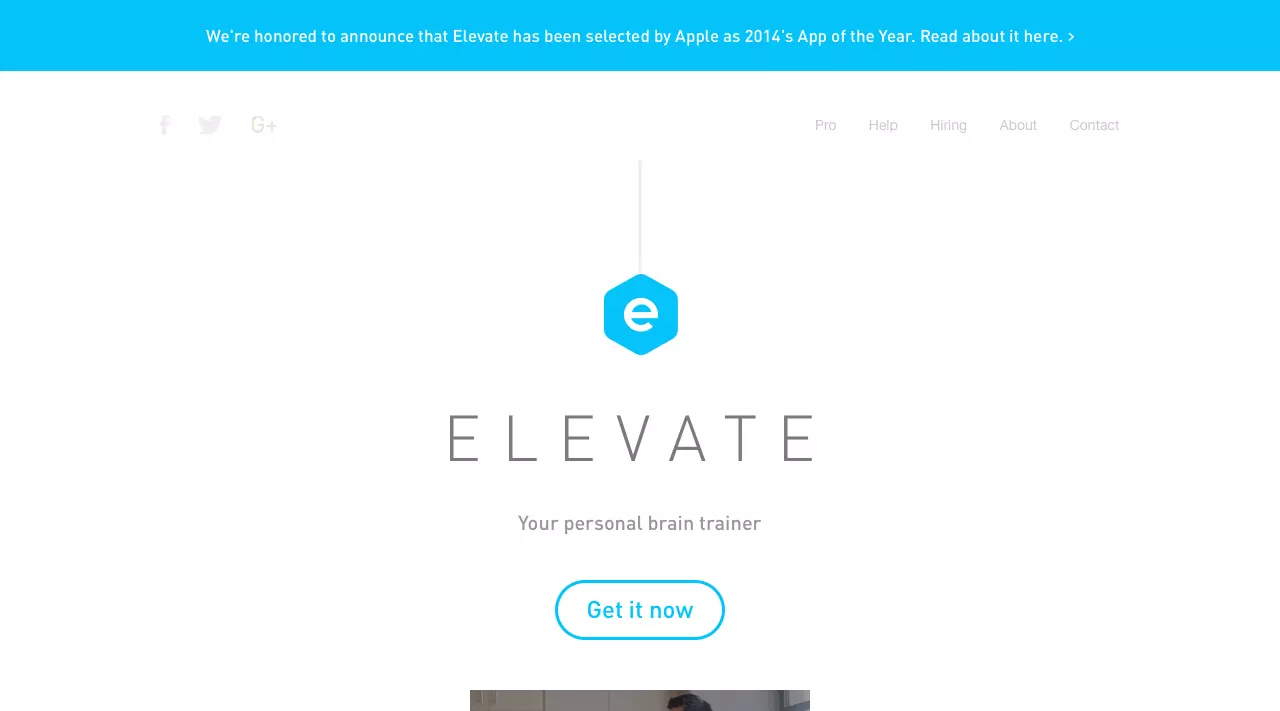 We're honored to announce that Elevate has been selected by Apple as 2014's App of the Year. Read about it here. >
G+
Pro
Help
Hiring
About
Contact
e
ELEVATE
Your personal brain trainer
Get it now